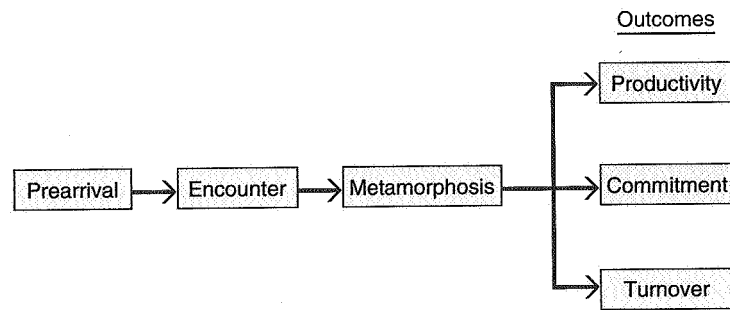 Outcomes
Productivity
Prearrival
Encounter
Metamorphosis
Commitment
Turnover